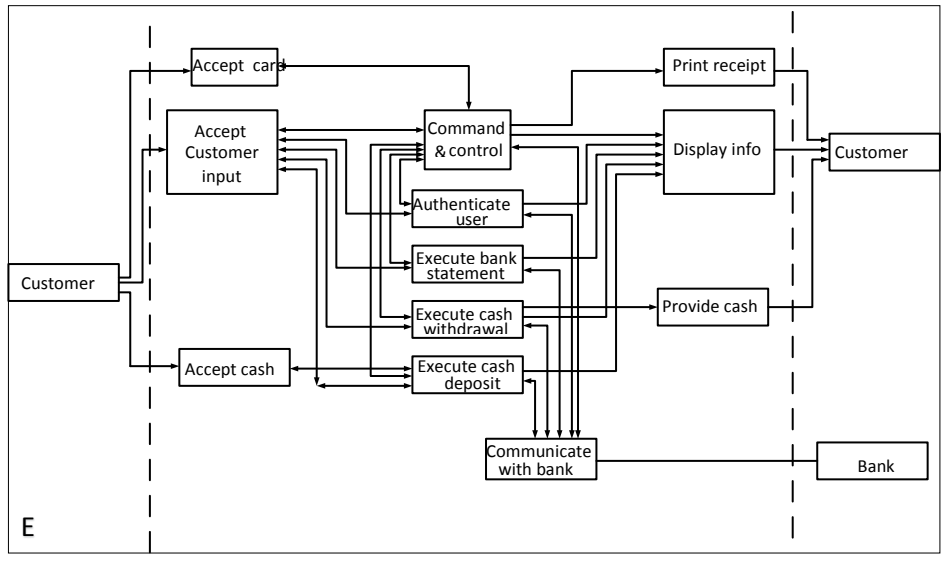 Accept card
Print receipt
Accept
Customer
input
Command
& control
Display info
Customer
Authenticate
user
Execute bank
statement
Customer
Execute cash
withdrawal
Provide cash
Accept cash
Execute cash
deposit
Communicate
with bank
Bank
E